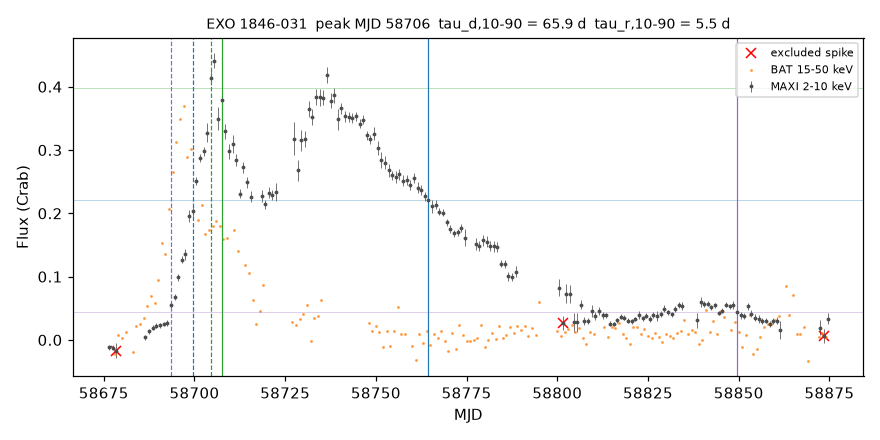 EXO 1846-031  peak MJD 58706  tau_d,10-90 = 65.9 d  tau_r,10-90 = 5.5 d
excluded spike
BAT 15-50 keV
MAXI 2-10 keV
0.4
0.3
0.2
0.1
0.0
Flux (Crab)
58675 58700 58725 58750 58775 58800 58825 58850 58875
MJD